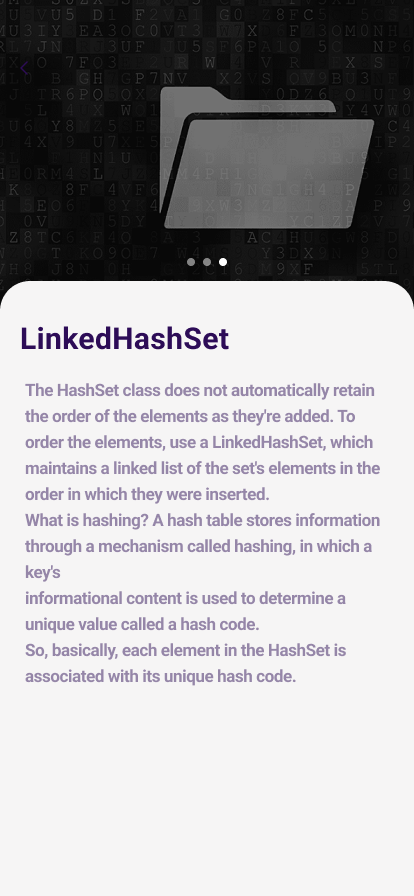 LinkedHashSet
The HashSet class does not automatically retain
the order of the elements as they're added. To
order the elements, use a LinkedHashSet, which
maintains a linked list of the set's elements in the
order in which they were inserted.
What is hashing? A hash table stores information
through a mechanism called hashing, in which a
key's
informational content is used to determine a
unique value called a hash code.
So, basically, each element in the HashSet is
associated with its unique hash code.